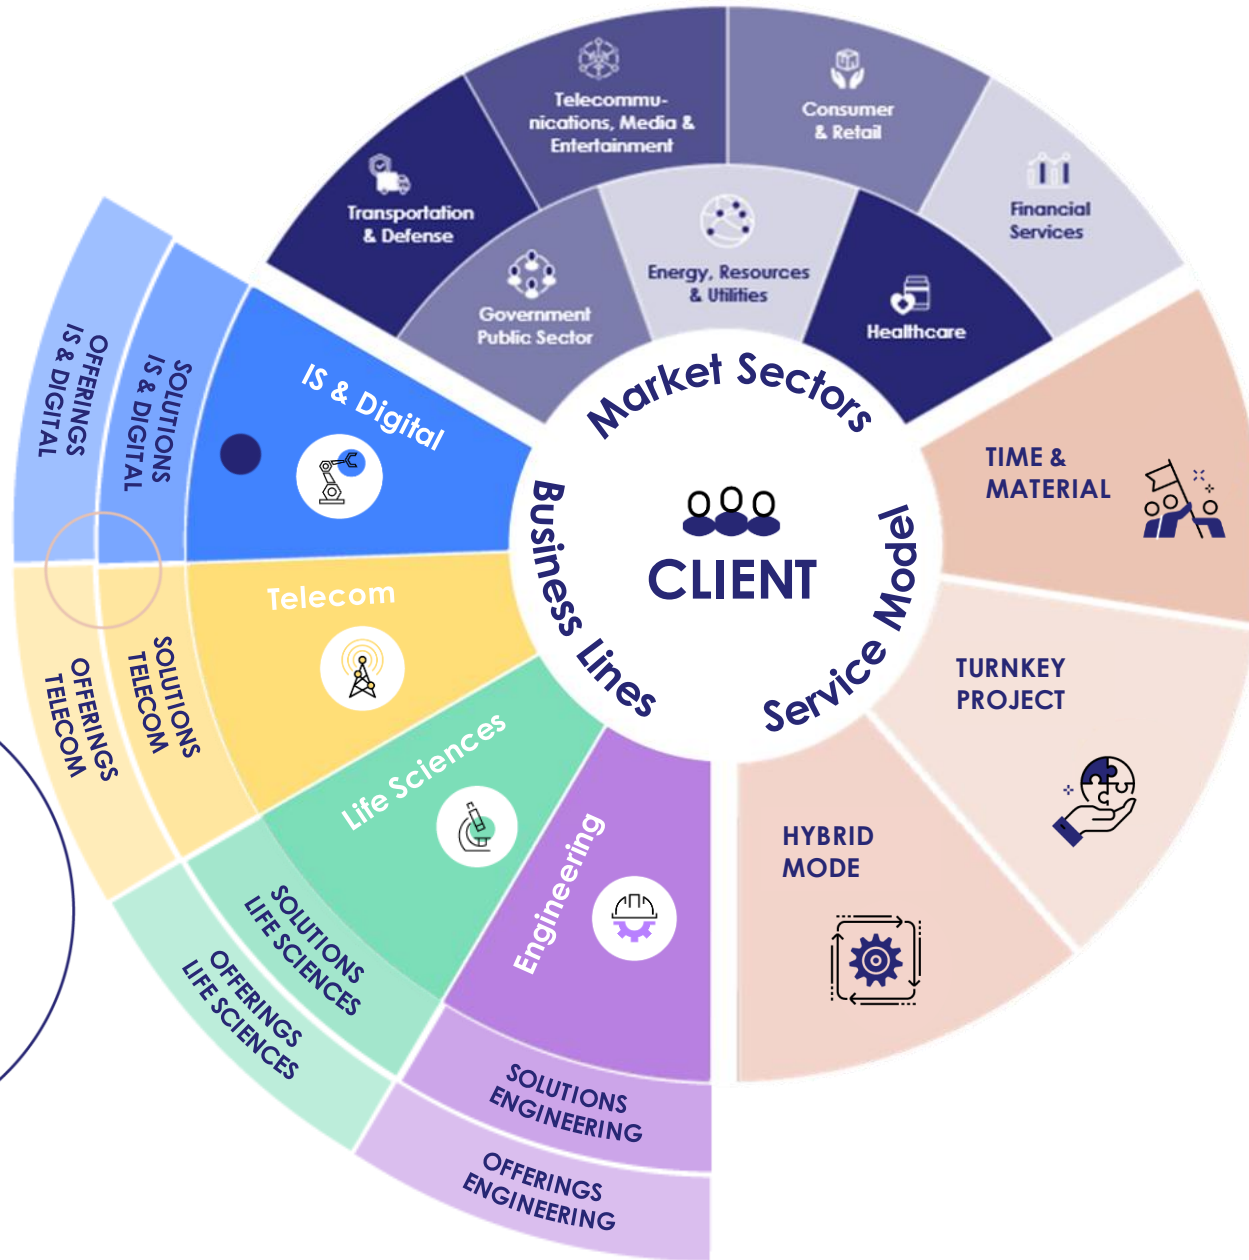 Telecommu-
nications, Media &
Entertainment
Consumer
& Retail
Transportation
& Defense
Financial
Services
Government
Public Sector
Energy, Resources
& Utilities
Healthcare
Market Sectors
Business Lines
Service Model
CLIENT
OFFERINGS
IS & DIGITAL
SOLUTIONS
IS & DIGITAL
IS & Digital
OFFERINGS
TELECOM
SOLUTIONS
TELECOM
Telecom
OFFERINGS
LIFE SCIENCES
SOLUTIONS
LIFE SCIENCES
Life Sciences
Engineering
SOLUTIONS
ENGINEERING
OFFERINGS
ENGINEERING
TIME &
MATERIAL
TURNKEY
PROJECT
HYBRID
MODE